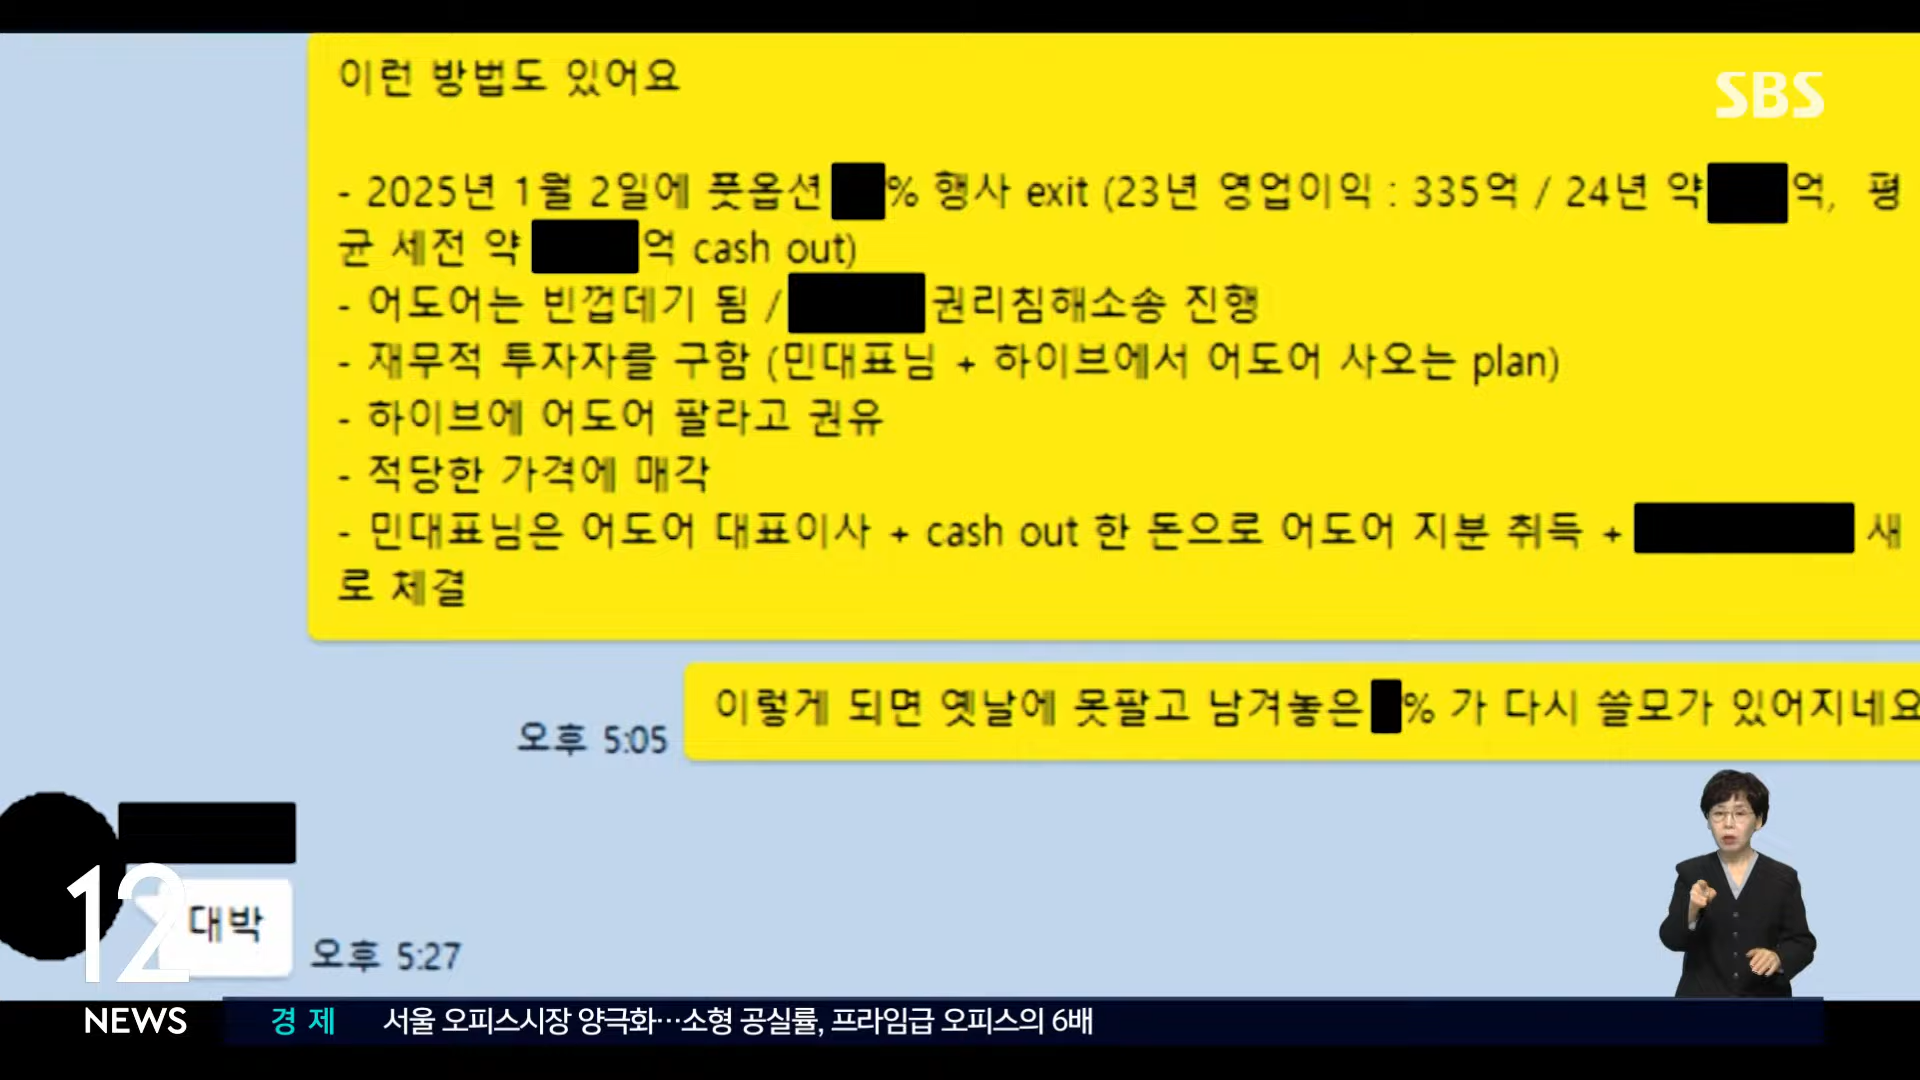 이런 방법도 있어요
SBS
- 2025년 1월 2일에 풋옵션 % 행사 exit (23년 영업이익 : 335억 / 24년 약 억, 평
균 세전 약 억 cash out)
- 어도어는 빈껍데기 됨 / 권리침해소송 진행
- 재무적 투자자를 구함 (민대표님 + 하이브에서 어도어 사오는 plan)
- 하이브에 어도어 팔라고 권유
- 적당한 가격에 매각
- 민대표님은 어도어 대표이사 + cash out 한 돈으로 어도어 지분 취득 + 새
로 체결
이렇게 되면 옛날에 못팔고 남겨놓은 % 가 다시 쓸모가 있어지네요
오후 5:05
대박
오후 5:27
12
NEWS
경제 서울 오피스시장 양극화…소형 공실률, 프라임급 오피스의 6배